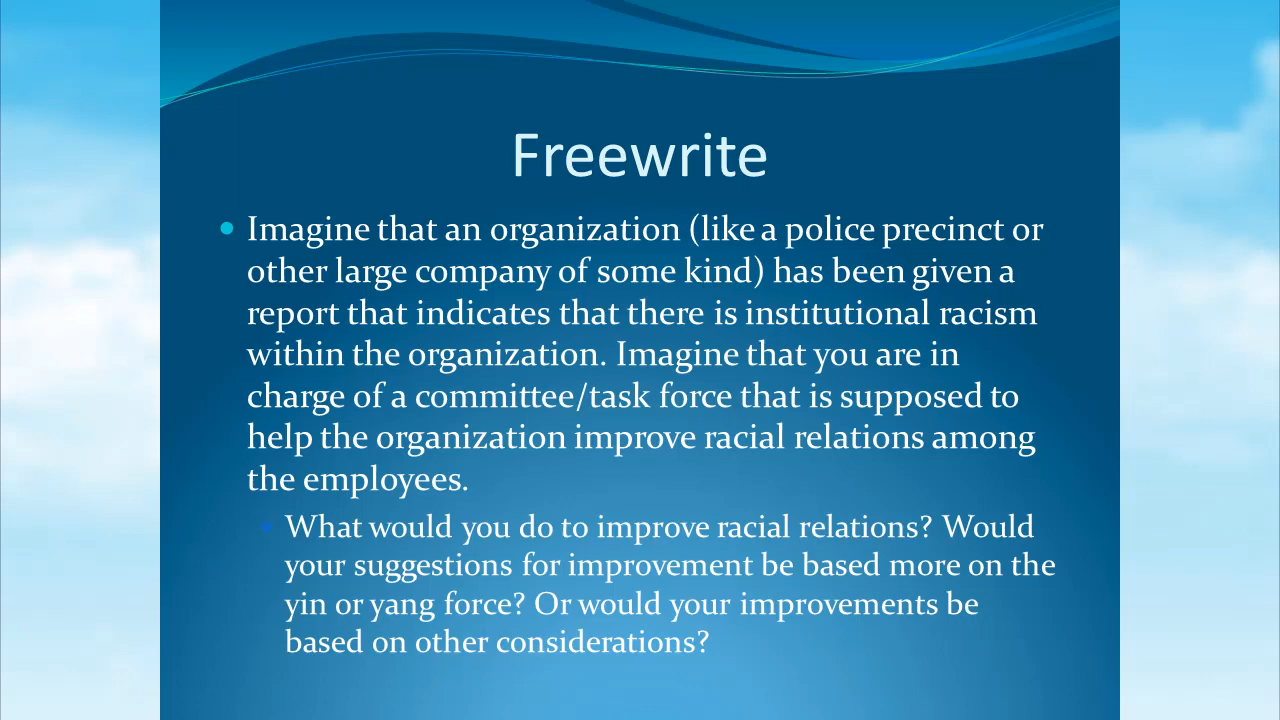 Freewrite
Imagine that an organization (like a police precinct or
other large company of some kind) has been given a
report that indicates that there is institutional racism
within the organization. Imagine that you are in
charge of a committee/task force that is supposed to
help the organization improve racial relations among
the employees.
What would you do to improve racial relations? Would
your suggestions for improvement be based more on the
yin or yang force? Or would your improvements be
based on other considerations?